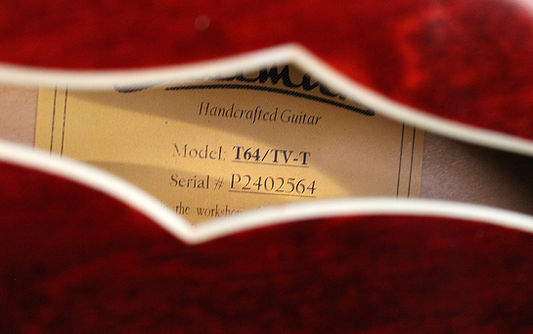 Handcrafted Guitar
Model: T64/TV-T
Serial # P2402564
the workshop